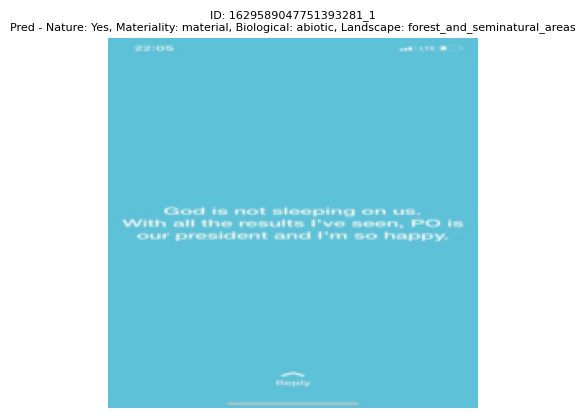 ID: 1629589047751393281_1
Pred - Nature: Yes, Materiality: material, Biological: abiotic, Landscape: forest_and_seminatural_areas
22:05
LTE
God is not sleeping on us.
With all the results I've seen, PO is
our president and I'm so happy.
Reply